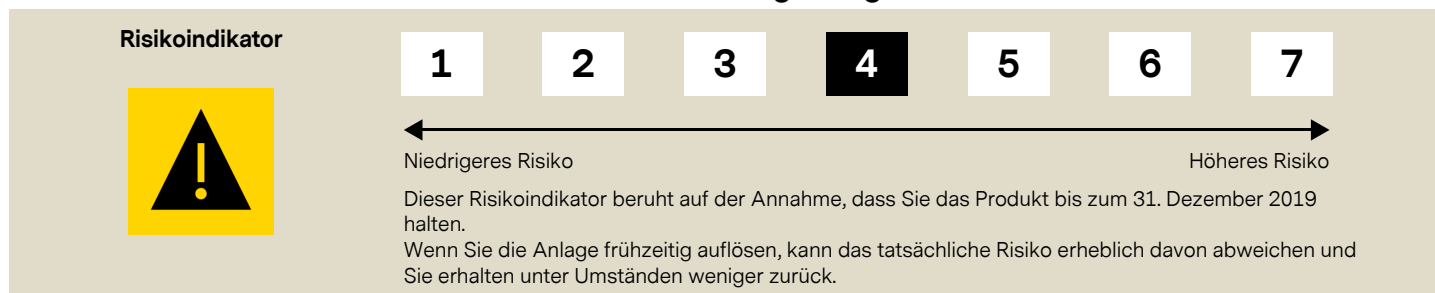 Risikoindikator
1 2 3 4 5 6 7
Niedrigeres Risiko Höheres Risiko
Dieser Risikoindikator beruht auf der Annahme, dass Sie das Produkt bis zum 31. Dezember 2019
halten.
Wenn Sie die Anlage frühzeitig auflösen, kann das tatsächliche Risiko erheblich davon abweichen und
Sie erhalten unter Umständen weniger zurück.